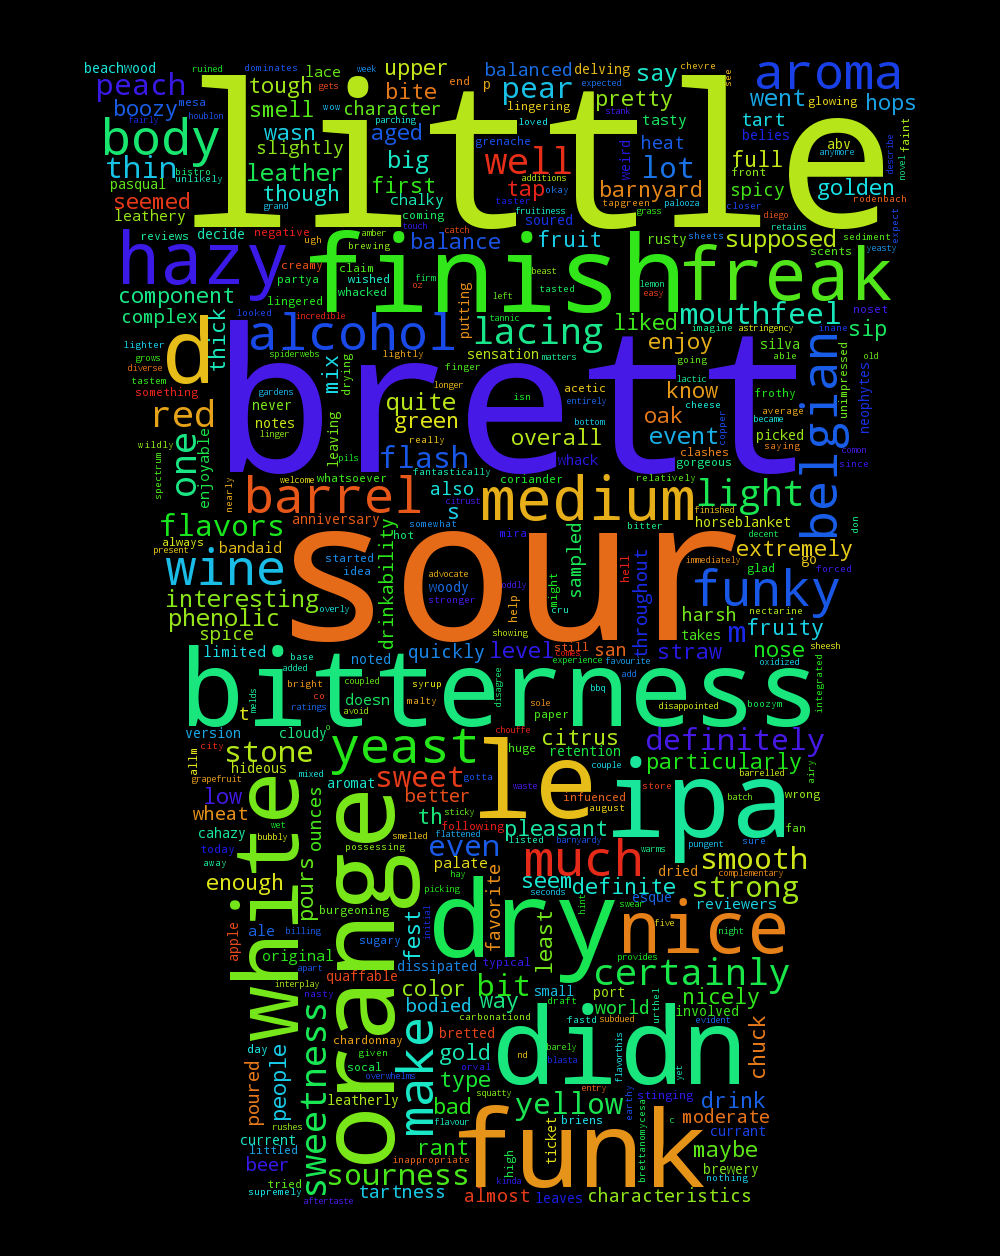 little
brett
sour
finish
freak
hazy
body
aroma
alcohol
lacing
barrel
medium
light
belgian
funky
wine
bitterness
ipa
le
yeast
white
orange
dry
nice
much
didn
funk
make
certainly
sweetness
sourness
yellow
strong
smooth
definitely
d
red
one
beachwood
peach
boozy
mesa
fairly
houblon
ruined
dominates
week
gets
wow
tough
smell
lace
character
upper
bite
end
p
balanced
pear
lingering
parching
loved
delving
chevre
see
expected
stank
pretty
say
tasty
went
glowing
hops
tart
belies
anymore
describe
novel
faint
thin
bistro
unlikely
pasqual
seemed
leathery
wasn
slightly
leather
though
aged
big
first
chalky
grenache
well
additions
okay
tap
taster
weird
heat
lot
barnyard
tapgreen
grass
palooza
full
abv
front
spicy
closer
golden
rodenbach
reviews
decide
grand
negative
ugh
touch
amber
coming
brewing
catch
balance
fruitiness
soured
fruit
rusty
diego
retains
supposed
sheets
sediment
scents
yeasty
expect
component
complex
creamy
partya
lingered
claim
wished
whacked
firm
oz
putting
beast
tasted
left
tannic
lemon
easy
liked
mouthfeel
imagine
astringency
inane
noset
sip
lighter
grows
diverse
tastem
something
thick
looked
incredible
spiderwebs
mix
drying
lightly
finger
sensation
matters
isn
enjoy
going
silva
able
unimpressed
old
neophytes
gardens
never
notes
linger
longer
quite
green
really
acetic
entirely
bottom
lactic
know
cheese
oak
event
copper
clashes
gorgeous
frothy
average
became
picked
saying
comon
since
wildly
spectrum
enjoyable
nearly
welcome
leaving
pils
whatsoever
flash
fantastically
overall
whack
coriander
relatively
also
citrust
s
finished
decent
horseblanket
don
flavors
always
present
bandaid
anniversary
started
idea
overly
hot
drinkability
somewhat
advocate
woody
stronger
mira
oddly
help
showing
might
cru
sampled
bitter
hell
throughout
immediately
extremely
go
glad
forced
nectarine
harsh
takes
interesting
phenolic
spice
limited
m
fruity
sheesh
nose
straw
san
still
comes
level
quickly
noted
base
added
bright
coupled
co
ratings
avoid
doesn
syrup
malty
experience
favourite
disagree
sole
paper
add
bbq
disappointed
oxidized
boozym
integrated
melds
t
version
city
allm
stone
hideous
grapefruit
cloudy
o
mixed
aromat
sweet
gotta
chouffe
huge
citrus
retention
couple
waste
particularly
store
barrelled
airy
wrong
low
wheat
cahazy
today
away
bubbly
wet
ounces
sticky
better
th
following
smelled
flattened
possessing
infuenced
august
batch
fan
pleasant
listed
barnyardy
even
palate
hay
warms
dried
pungent
sure
complementary
enough
pours
burgeoning
picking
seem
seconds
definite
hint
esque
swear
five
reviewers
apple
ale
billing
original
apart
interplay
nasty
sugary
quaffable
fest
initial
favorite
dissipated
typical
least
night
provides
color
bit
bodied
way
carbonationd
small
draft
port
fastd
subdued
world
urthel
involved
nicely
evident
day
people
poured
current
littled
beer
chardonnay
given
socal
overwhelms
leatherly
rushes
bretted
gold
orval
type
squatty
bad
flavour
nd
barely
blasta
entry
flavorthis
yet
stinging
earthy
chuck
drink
moderate
c
currant
maybe
brewery
nothing
briens
ticket
brettanomycesa
rant
inappropriate
high
kinda
tried
supremely
aftertaste
tartness
almost
leaves
characteristics